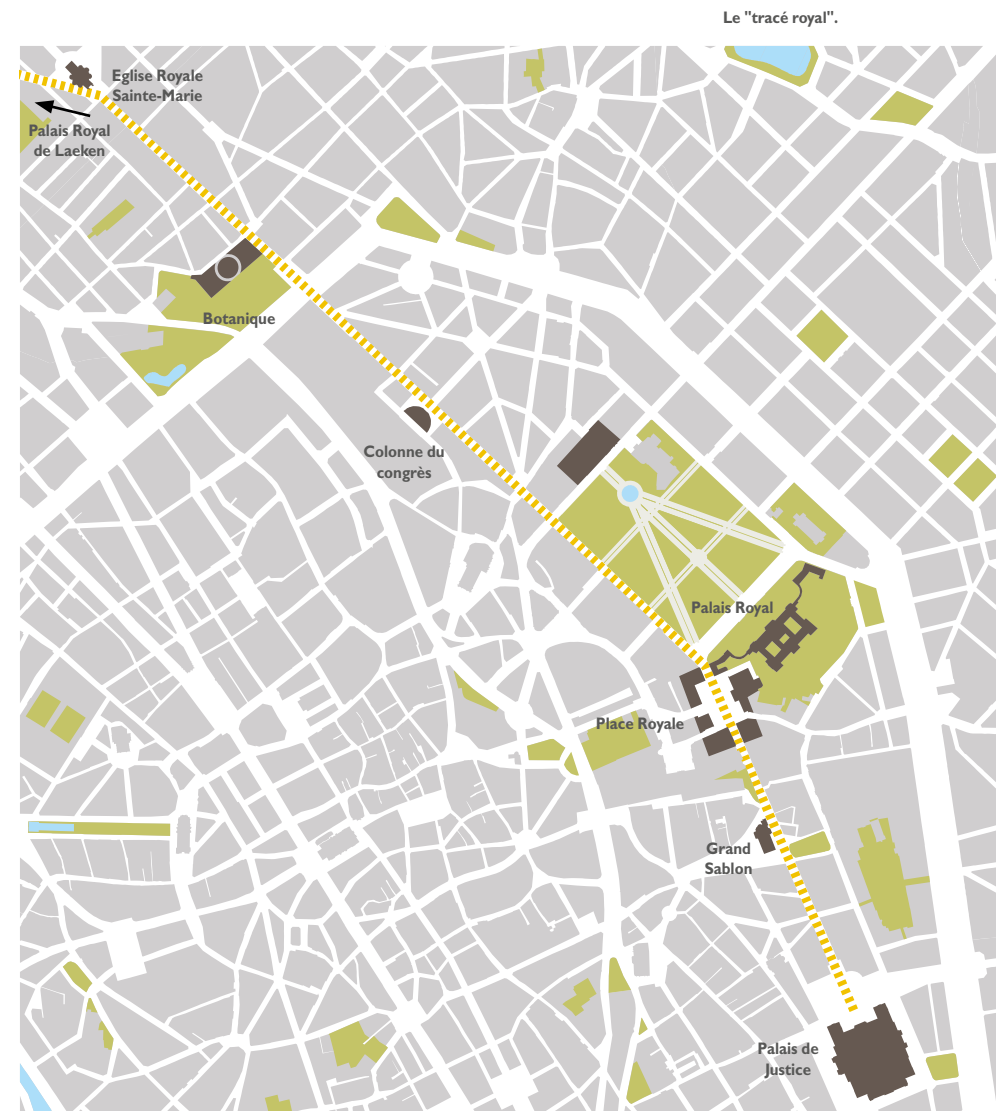 Le "tracé royal".
Eglise Royale
Sainte-Marie
Palais Royal
de Laeken
Botanique
Colonne du
congrès
Palais Royal
Place Royale
Grand
Sablon
Palais de
Justice